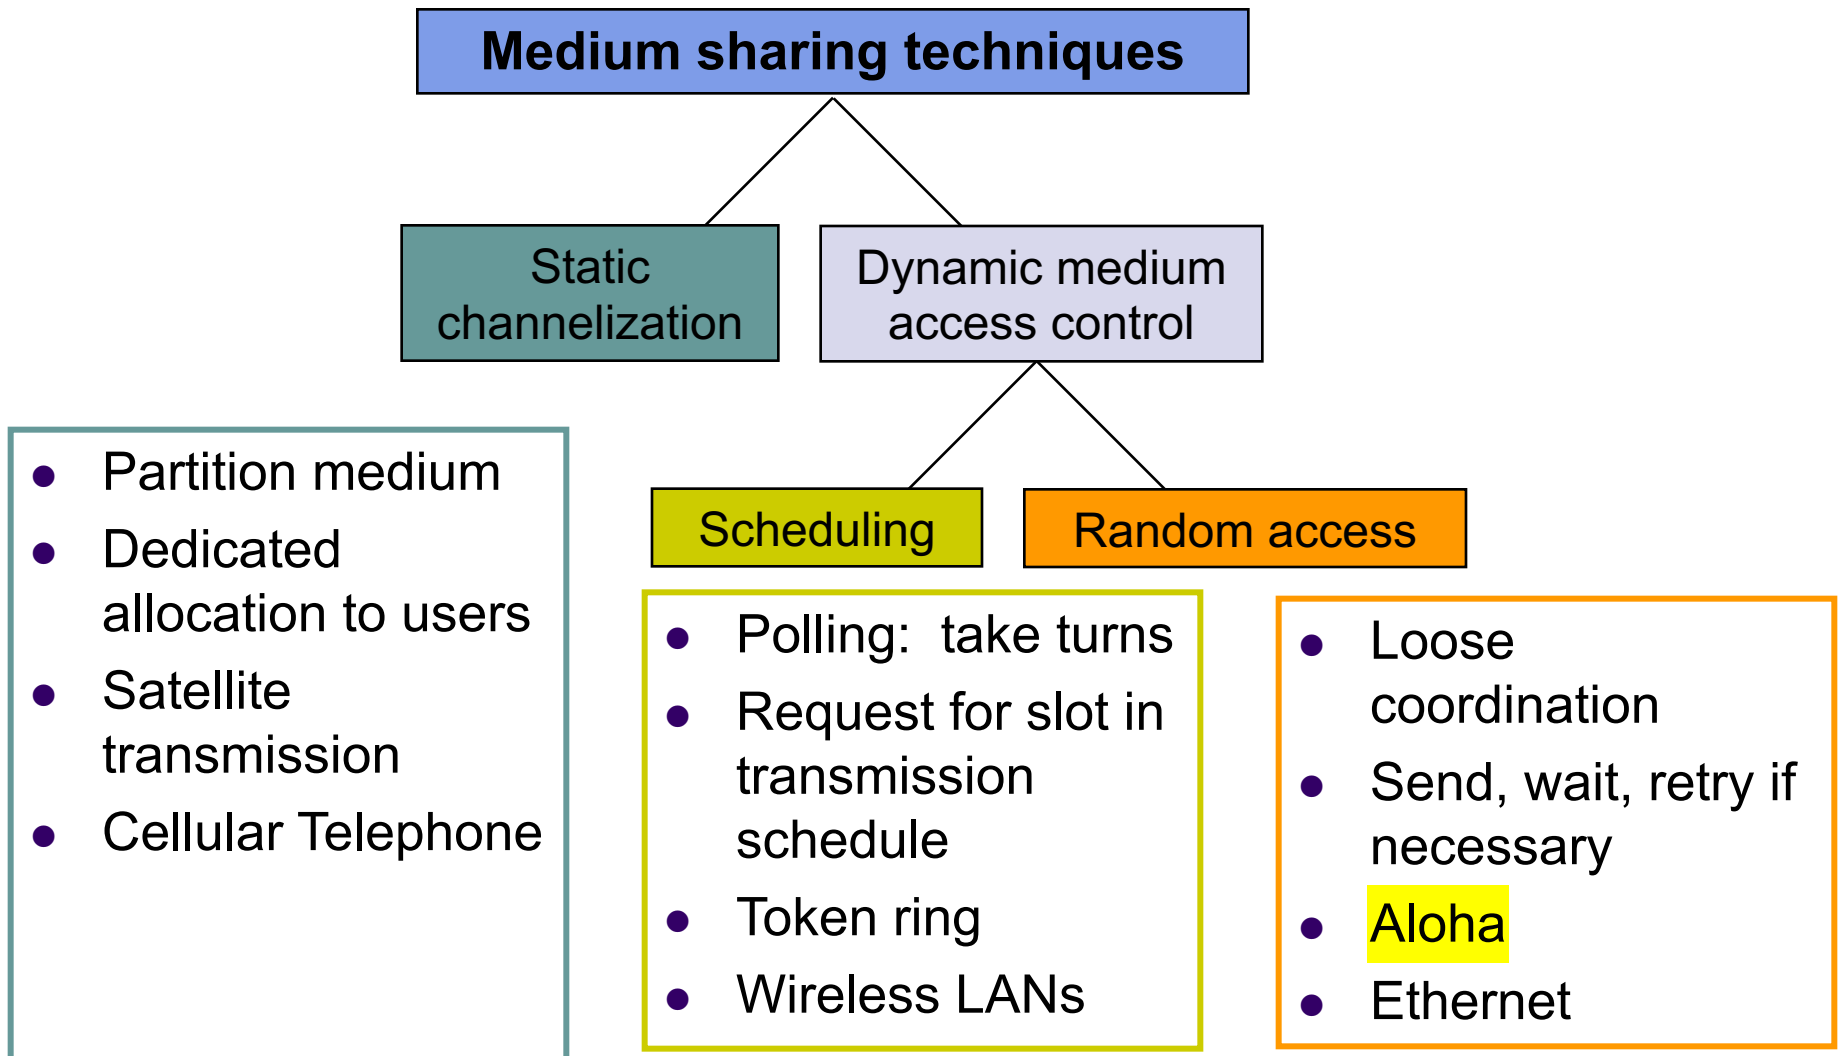 Medium sharing techniques
Static
channelization
Dynamic medium
access control
Scheduling
Random access
● Partition medium
● Dedicated
allocation to users
● Satellite
transmission
● Cellular Telephone
● Polling: take turns
● Request for slot in
transmission
schedule
● Token ring
● Wireless LANs
● Loose
coordination
● Send, wait, retry if
necessary
● Aloha
● Ethernet